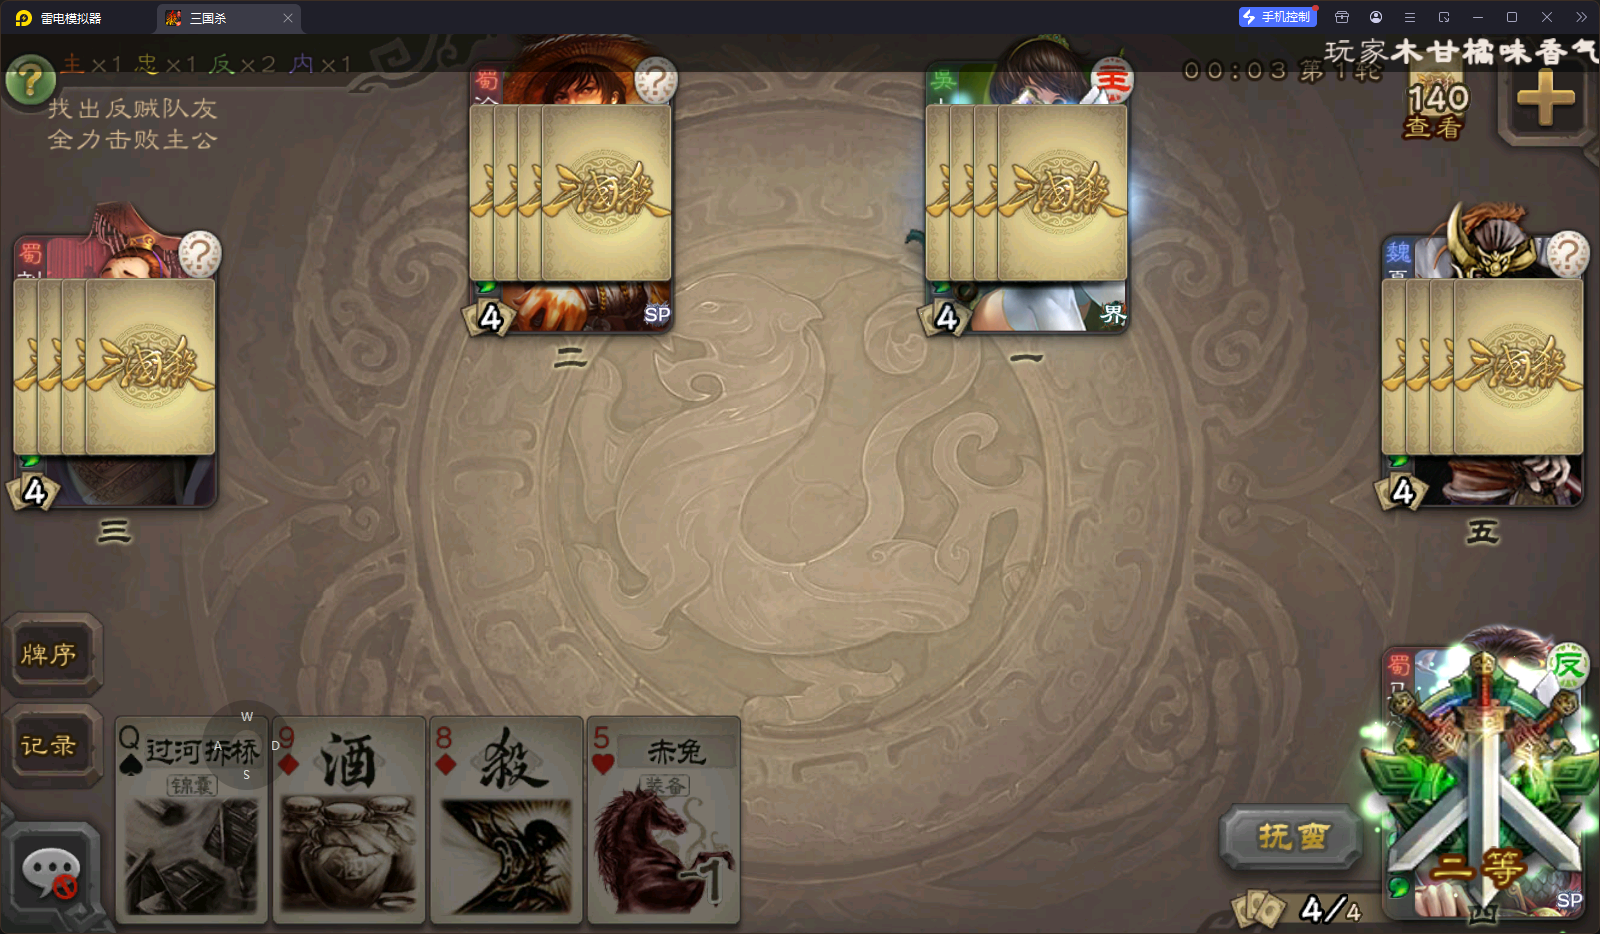 雷电模拟器
三国杀
手机控制
主×1 忠×1 反×2 内×1
找出反贼队友
全力击败主公
玩家木甘橘味香气
00:03 第1轮
140
查看
蜀
4
SP
二
吴
主
4
界
一
蜀
4
三
魏
4
五
牌序
记录
W
A
D
S
Q
过河拆桥
锦囊
9
酒
8
殺
5
赤兔
装备
-1
抚蛮
4/4
蜀
反
二等
SP
四